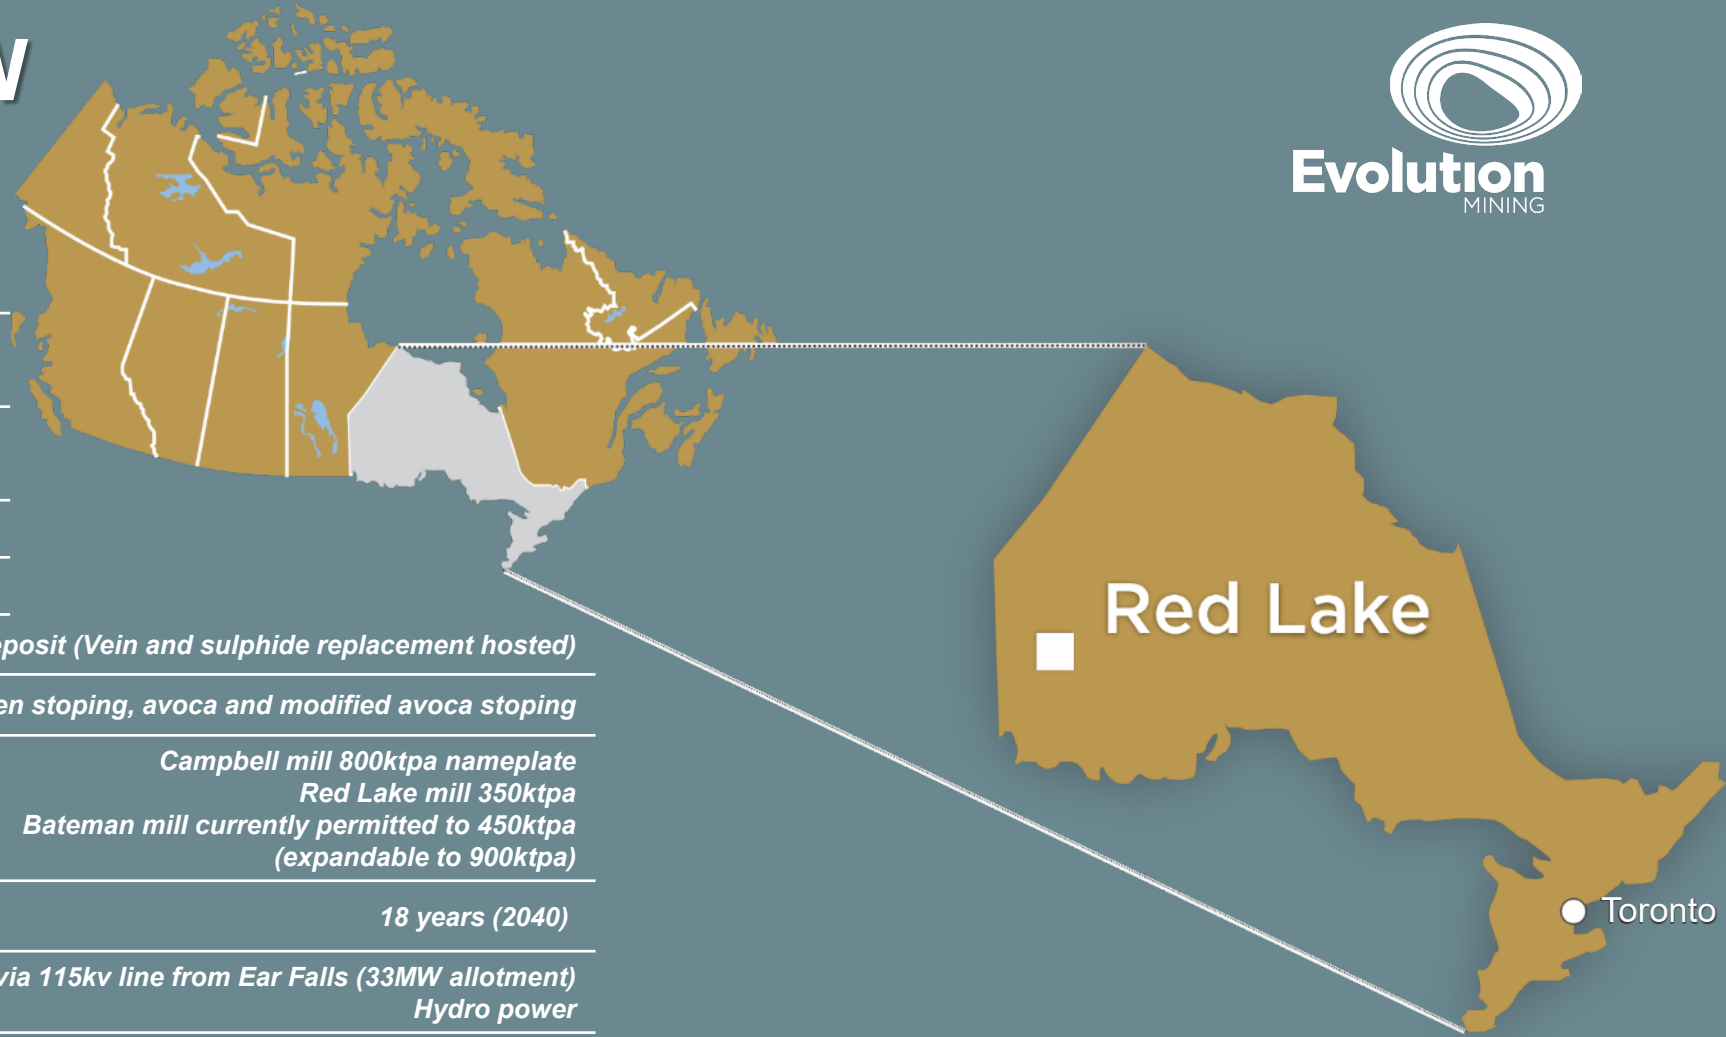 W
Evolution
MINING
Red Lake
Toronto
deposit (Vein and sulphide replacement hosted)
stoping, avoca and modified avoca stoping
Campbell mill 800ktpa nameplate
Red Lake mill 350ktpa
Bateman mill currently permitted to 450ktpa
(expandable to 900ktpa)
18 years (2040)
via 115kv line from Ear Falls (33MW allotment)
Hydro power